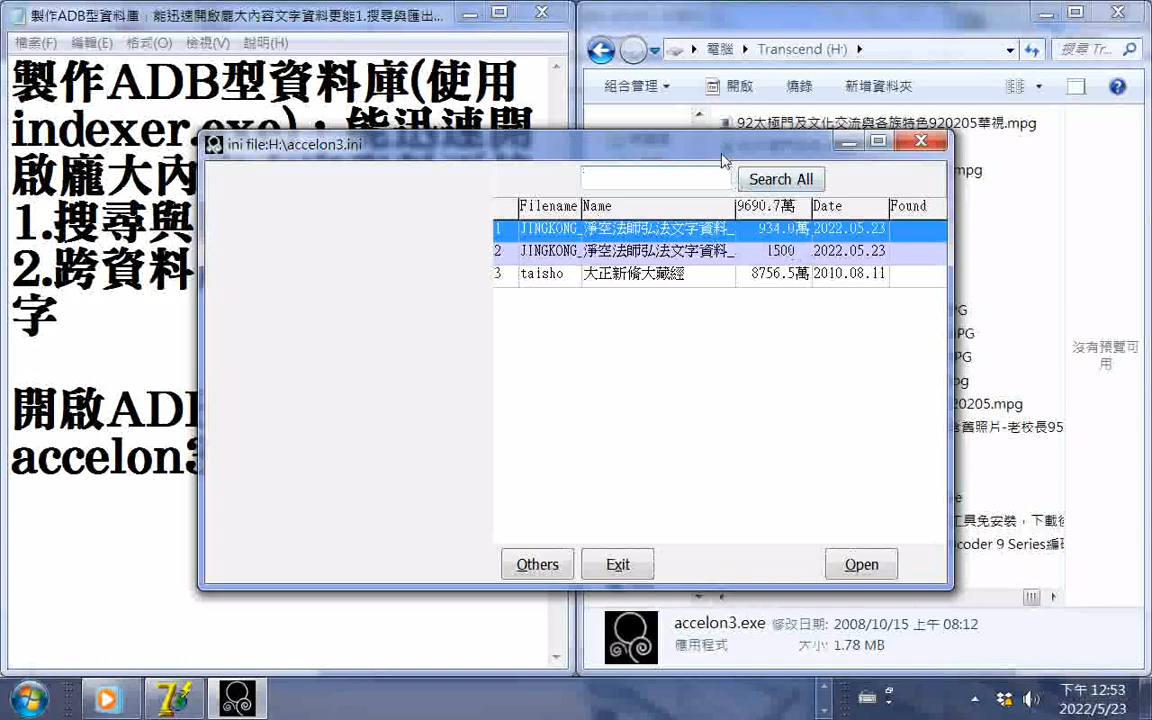 製作ADB型資料庫；能迅速開啟龐大內容文字資料更能1.搜尋與匯出...
檔案(F) 編輯(E) 格式(O) 檢視(V) 說明(H)
製作ADB型資料庫(使用
indexer.exe)；能迅速開
啟龐大內
1.搜尋與
2.跨資料
字
開啟AD
accelon3
電腦 Transcend (H:) 搜尋 Tr...
組合管理 開啟 燒錄 新增資料夾
92太極門及文化交流與各族特色920205華視.mpg
mpg
PG
20205.mpg
含舊照片-老校長95
工具免安裝，下載後
coder 9 Series編碼
沒有預覽可
用
ini file:H:\accelon3.ini
Search All
Filename Name 9690.7萬 Date Found
1 JINGKONG_ 淨空法師弘法文字資料_ 934.0萬 2022.05.23
2 JINGKONG_ 淨空法師弘法文字資料_ 1500 2022.05.23
3 taisho 大正新脩大藏經 8756.5萬 2010.08.11
Others Exit Open
accelon3.exe 修改日期: 2008/10/15 上午 08:12
應用程式 大小: 1.78 MB
下午 12:53
2022/5/23